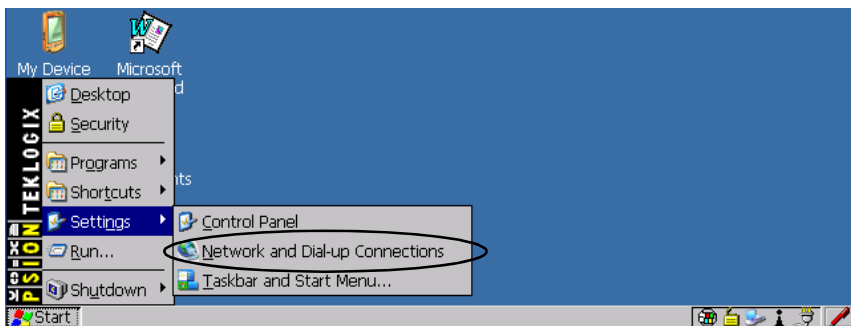 My Device
Microsoft
d
Desktop
Security
Programs
nts
Shortcuts
Settings
Control Panel
Run...
Network and Dial-up Connections
Shutdown
Taskbar and Start Menu...
PSION TEKLOGIX
Start